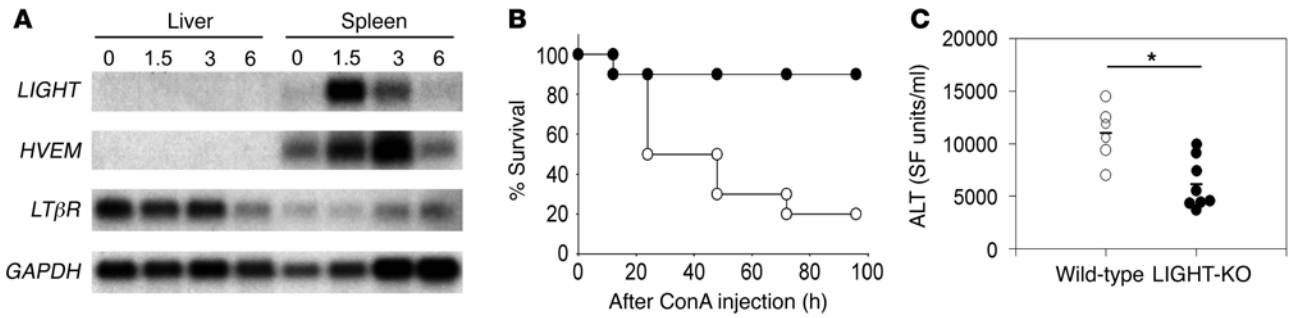 A
Liver Spleen
0 1.5 3 6 0 1.5 3 6
LIGHT
HVEM
LTβR
GAPDH
B
% Survival
100
80
60
40
20
0
0 20 40 60 80 100
After ConA injection (h)
C
ALT (SF units/ml)
20000
15000
10000
5000
0
*
Wild-type LIGHT-KO